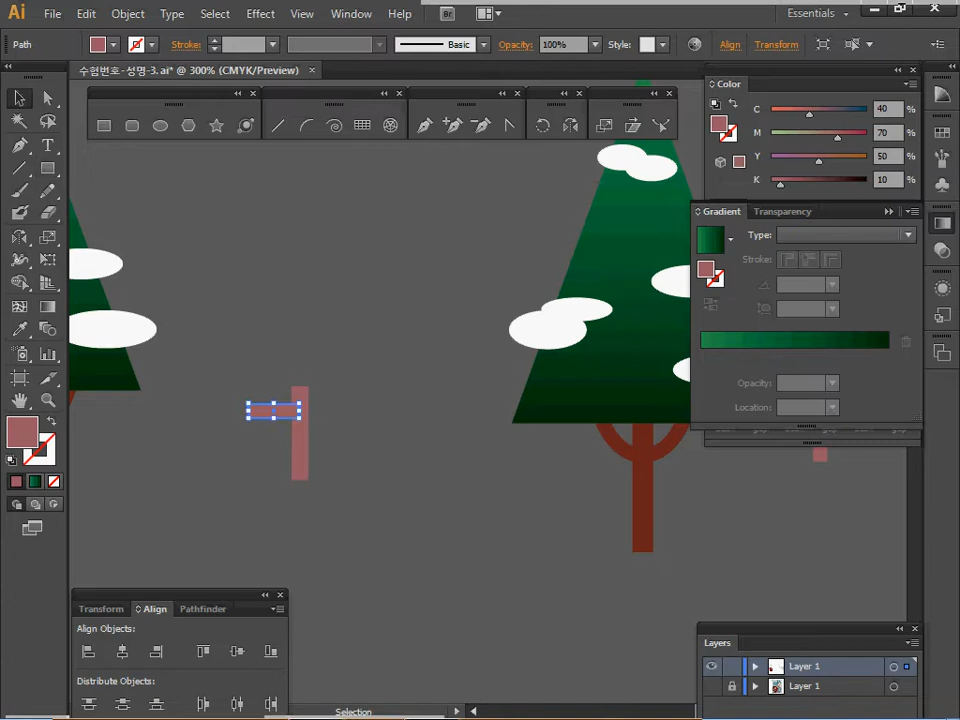 Ai File Edit Object Type Select Effect View Window Help Br Essentials
Path Stroke: Basic Opacity: 100% Style: Align Transform
수험번호-성명-3.ai* @ 300% (CMYK/Preview)
Color
C 40 %
M 70 %
Y 50 %
K 10 %
Gradient Transparency
Type:
Stroke:
Opacity:
Location:
Transform Align Pathfinder
Align Objects:
Distribute Objects:
Layers
Layer 1
Layer 1
Selection